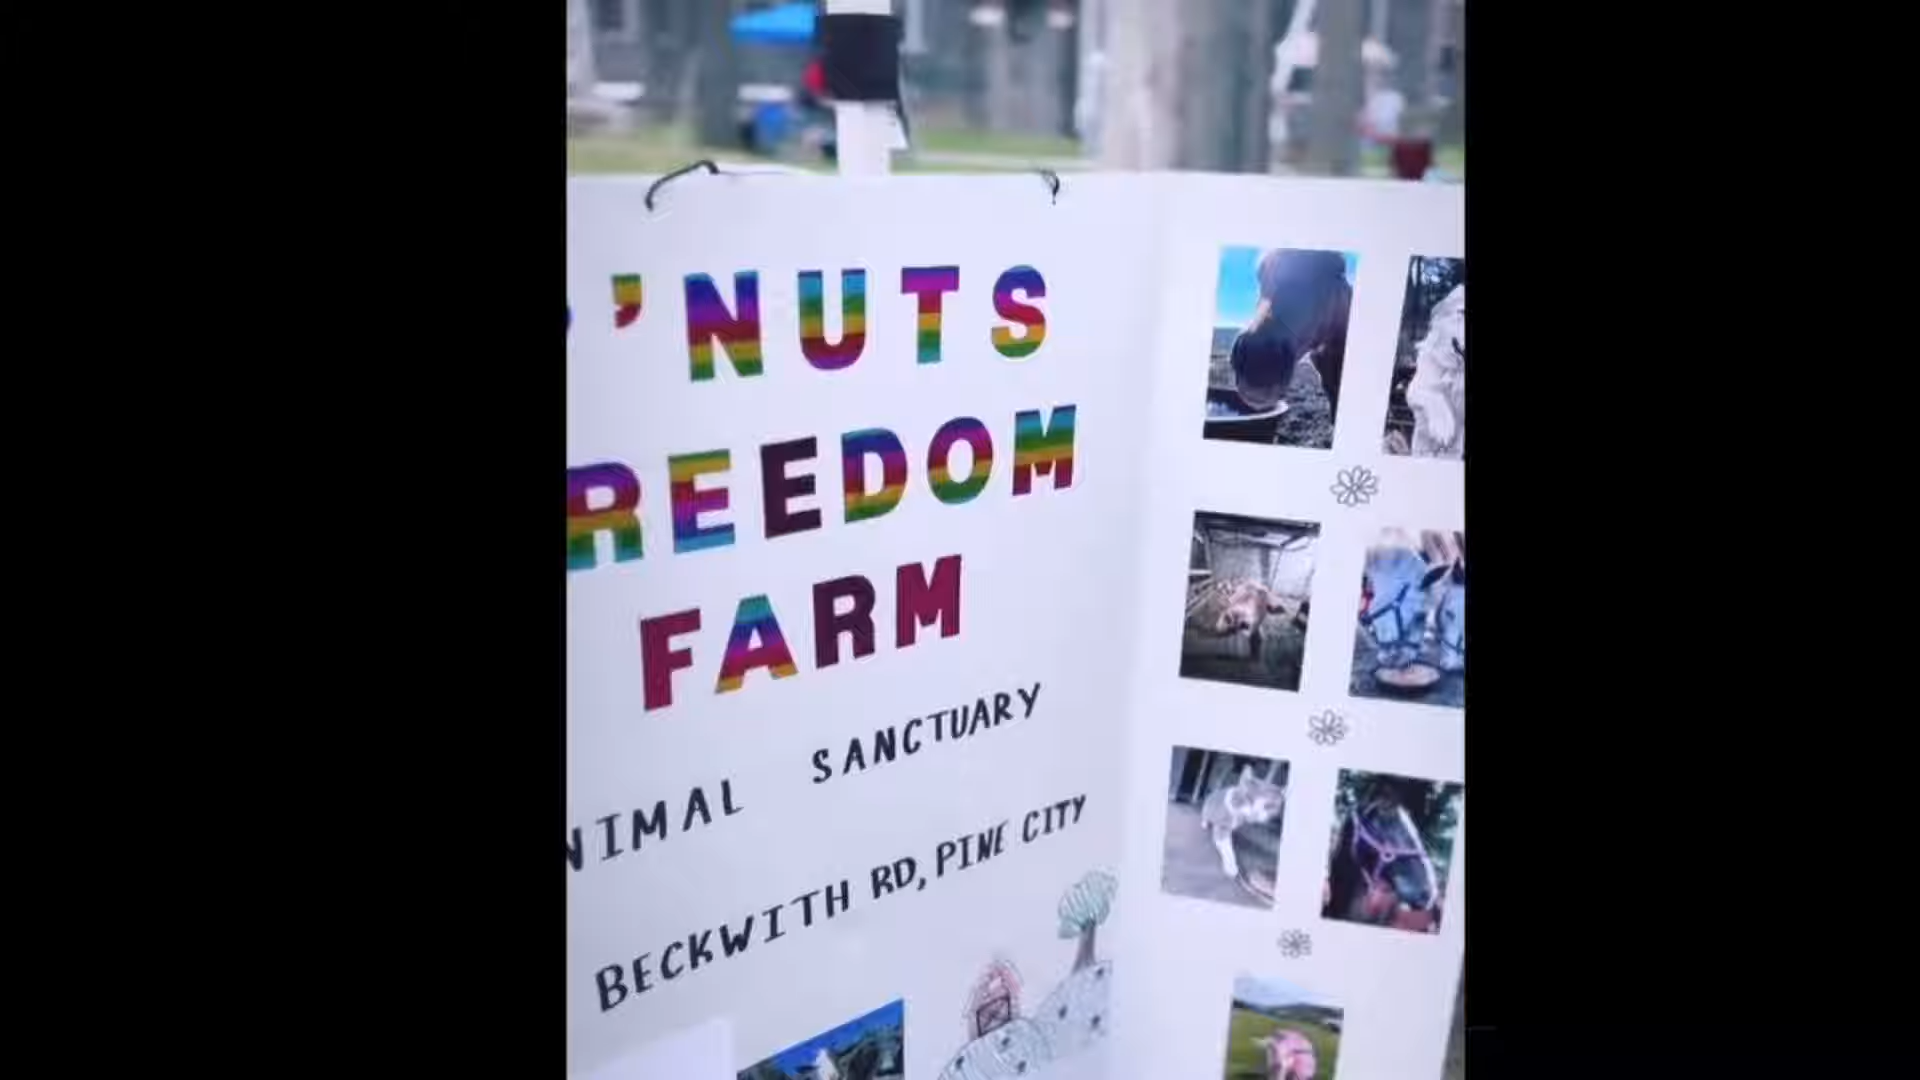 'NUTS
REEDOM
FARM
NIMAL SANCTUARY
BECKWITH RD, PINE CITY